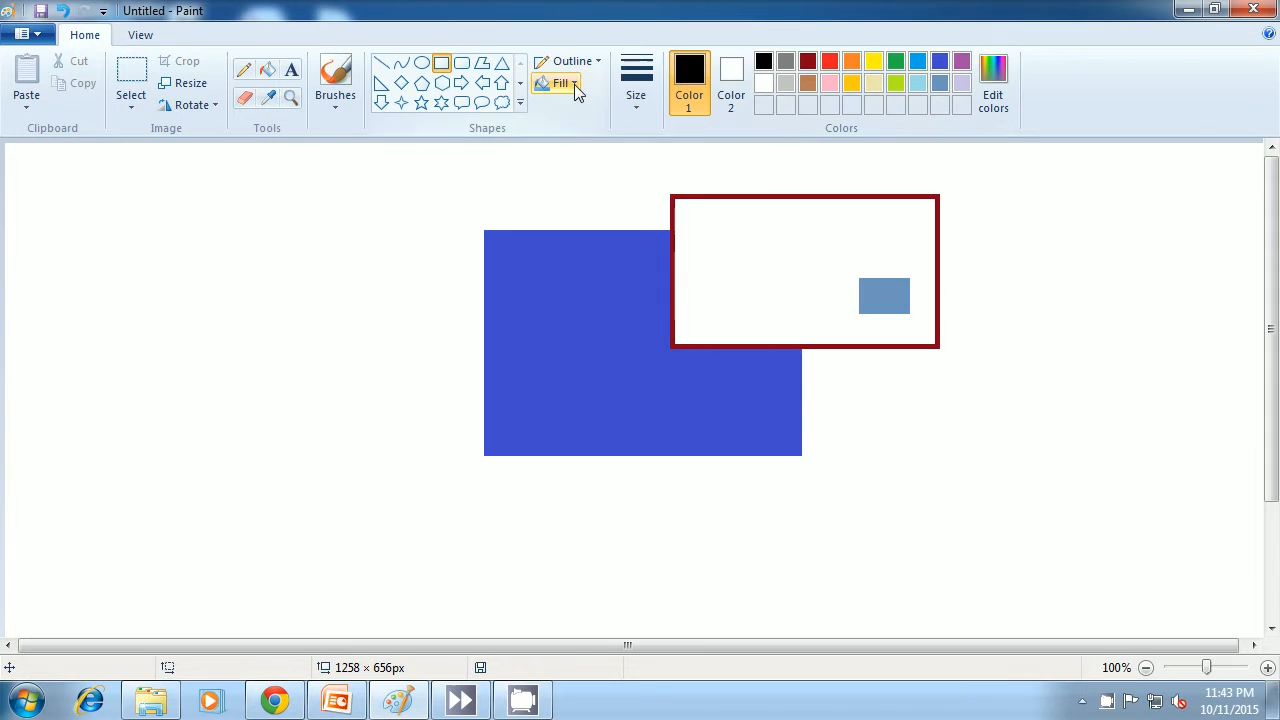 Untitled - Paint
Home
View
Paste
Cut
Copy
Clipboard
Select
Crop
Resize
Rotate
Image
A
Tools
Brushes
Outline
Fill
Shapes
Size
Color
1
Color
2
Edit
colors
Colors
1258 × 656px
100%
11:43 PM
10/11/2015